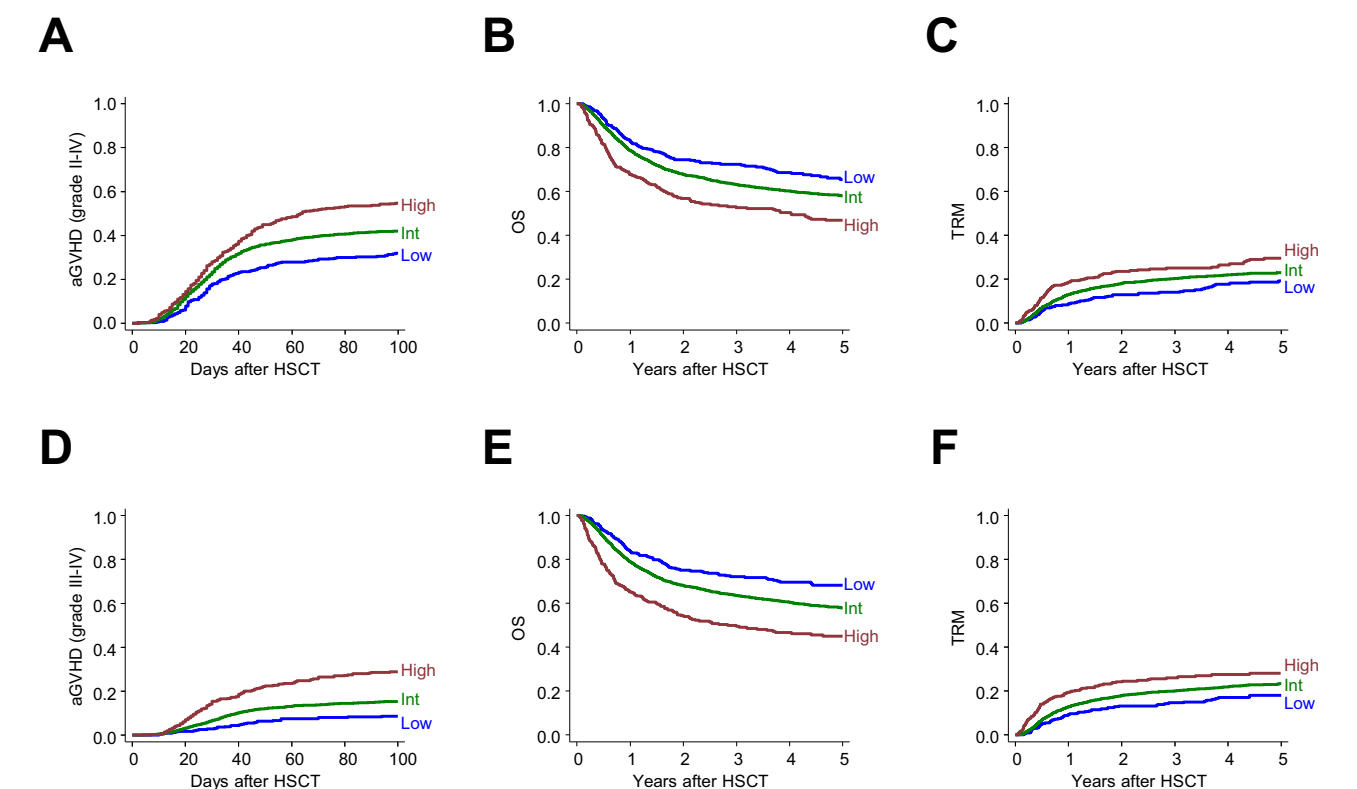 A
B
C
aGVHD (grade II-IV)
1.0
0.8
0.6
0.4
0.2
0.0
High
Int
Low
0 20 40 60 80 100
Days after HSCT
OS
1.0
0.8
0.6
0.4
0.2
0.0
Low
Int
High
0 1 2 3 4 5
Years after HSCT
TRM
1.0
0.8
0.6
0.4
0.2
0.0
High
Int
Low
0 1 2 3 4 5
Years after HSCT
D
E
F
aGVHD (grade III-IV)
1.0
0.8
0.6
0.4
0.2
0.0
High
Int
Low
0 20 40 60 80 100
Days after HSCT
OS
1.0
0.8
0.6
0.4
0.2
0.0
Low
Int
High
0 1 2 3 4 5
Years after HSCT
TRM
1.0
0.8
0.6
0.4
0.2
0.0
High
Int
Low
0 1 2 3 4 5
Years after HSCT